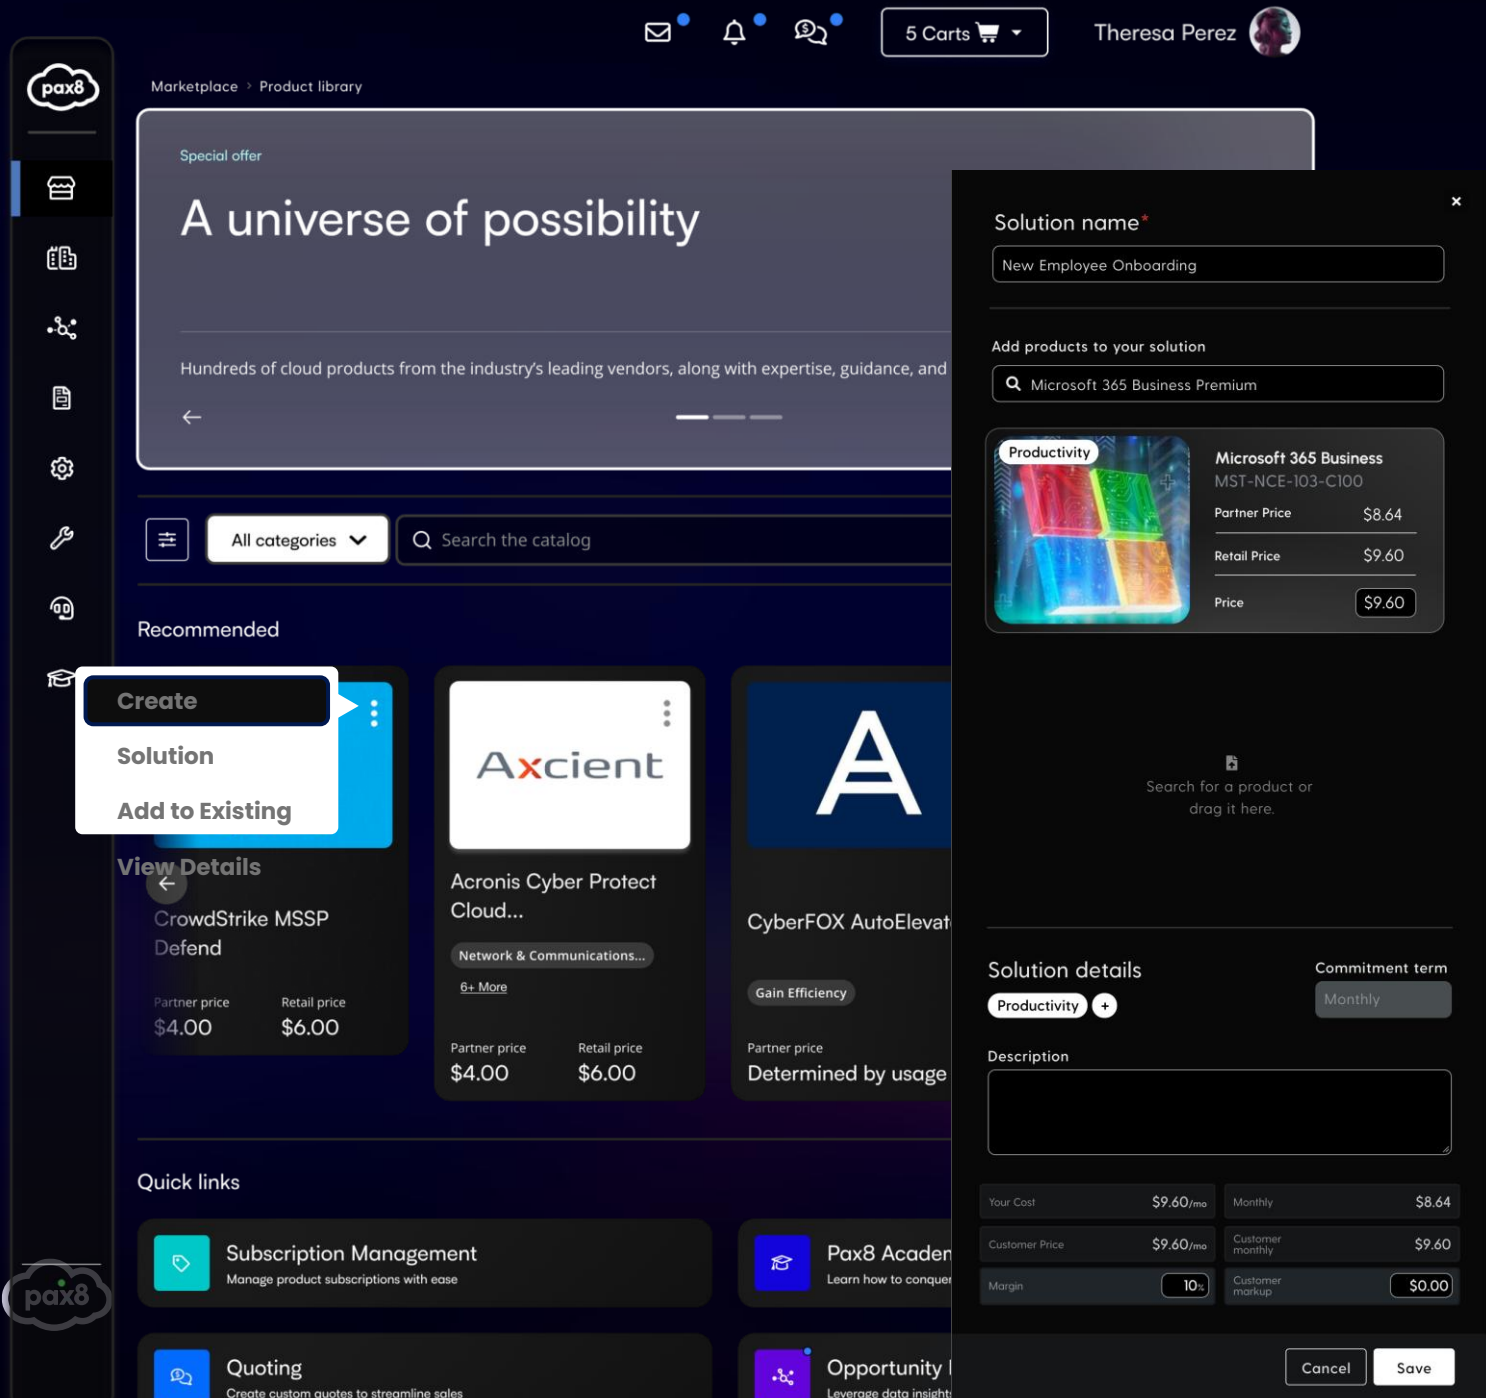 5 Carts
Theresa Perez
pax8
Marketplace > Product library
Special offer
A universe of possibility
Hundreds of cloud products from the industry's leading vendors, along with expertise, guidance, and
All categories
Search the catalog
Recommended
Create
Solution
Add to Existing
View Details
CrowdStrike MSSP
Defend
Partner price Retail price
$4.00 $6.00
Axcient
Acronis Cyber Protect
Cloud...
Network & Communications...
6+ More
Partner price Retail price
$4.00 $6.00
A
CyberFOX AutoElevat
Gain Efficiency
Partner price
Determined by usage
Quick links
Subscription Management
Manage product subscriptions with ease
Pax8 Academ
Learn how to conquer
Quoting
Create custom quotes to streamline sales
Opportunity
Leverage data insights
pax8
Solution name*
New Employee Onboarding
Add products to your solution
Microsoft 365 Business Premium
Productivity
Microsoft 365 Business
MST-NCE-103-C100
Partner Price $8.64
Retail Price $9.60
Price $9.60
Search for a product or
drag it here.
Solution details
Productivity +
Commitment term
Monthly
Description
Your Cost $9.60/mo Monthly $8.64
Customer Price $9.60/mo Customer monthly $9.60
Margin 10% Customer markup $0.00
Cancel Save